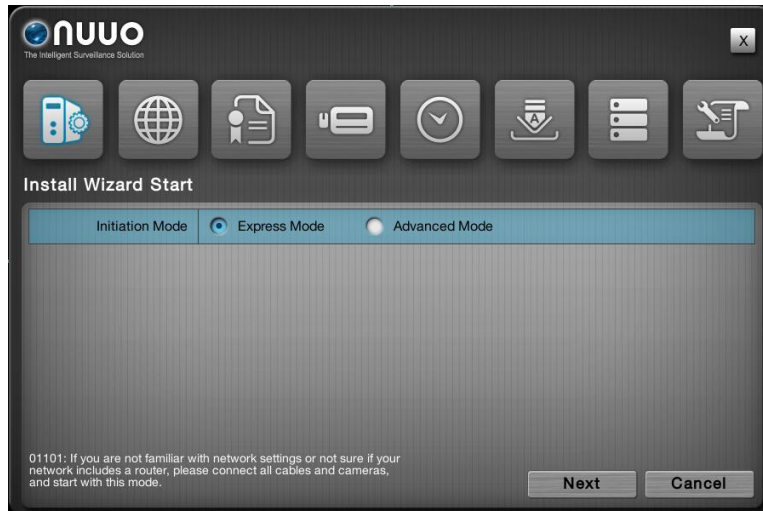 nuuo
The Intelligent Surveillance Solution
X
A
Install Wizard Start
Initiation Mode Express Mode Advanced Mode
01101: If you are not familiar with network settings or not sure if your
network includes a router, please connect all cables and cameras,
and start with this mode.
Next Cancel